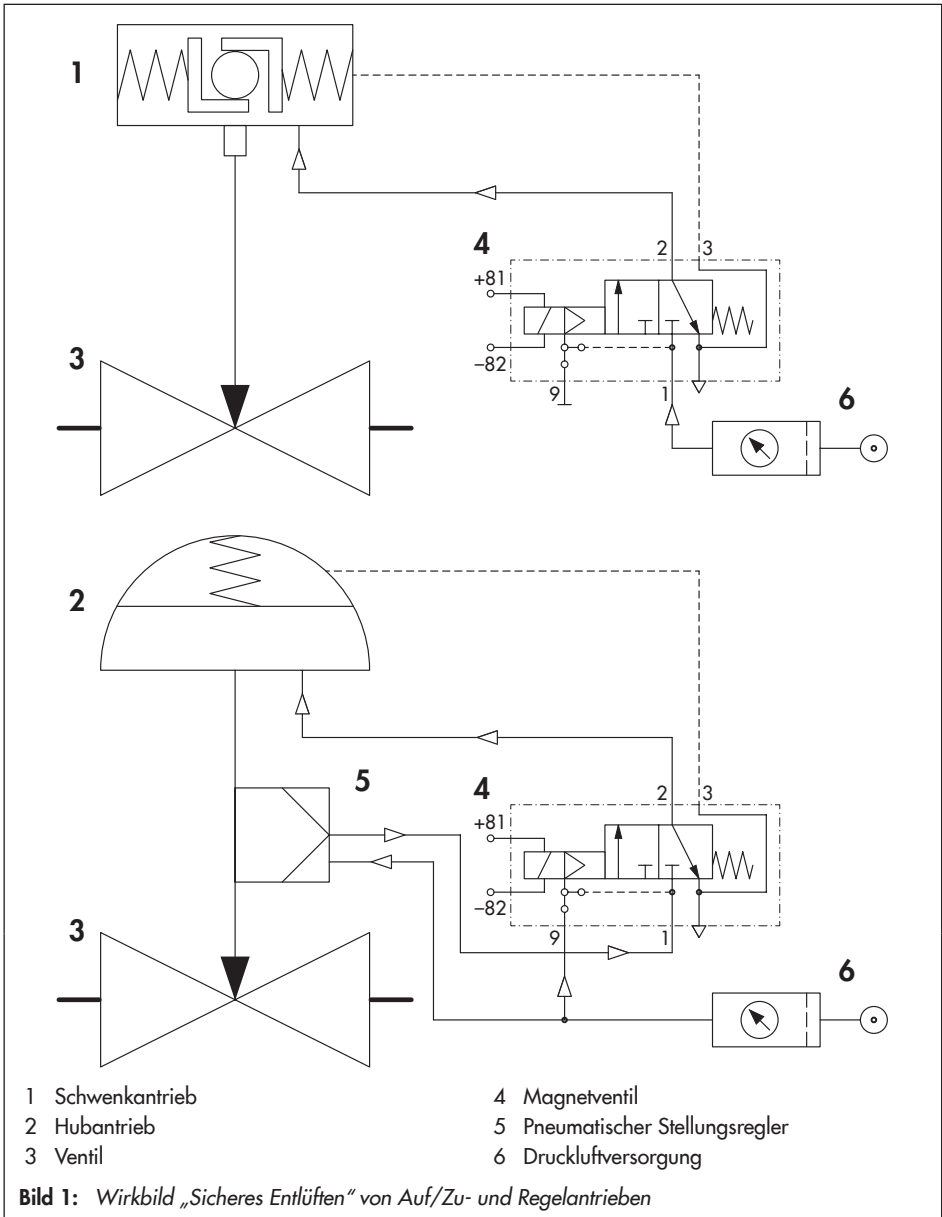 1
4
2 3
+81
−82
9
1
3
6
2
5
4
2 3
+81
−82
9
1
3
6
1 Schwenkantrieb
2 Hubantrieb
3 Ventil
4 Magnetventil
5 Pneumatischer Stellungsregler
6 Druckluftversorgung
Bild 1: Wirkbild „Sicheres Entlüften“ von Auf/Zu- und Regelantrieben